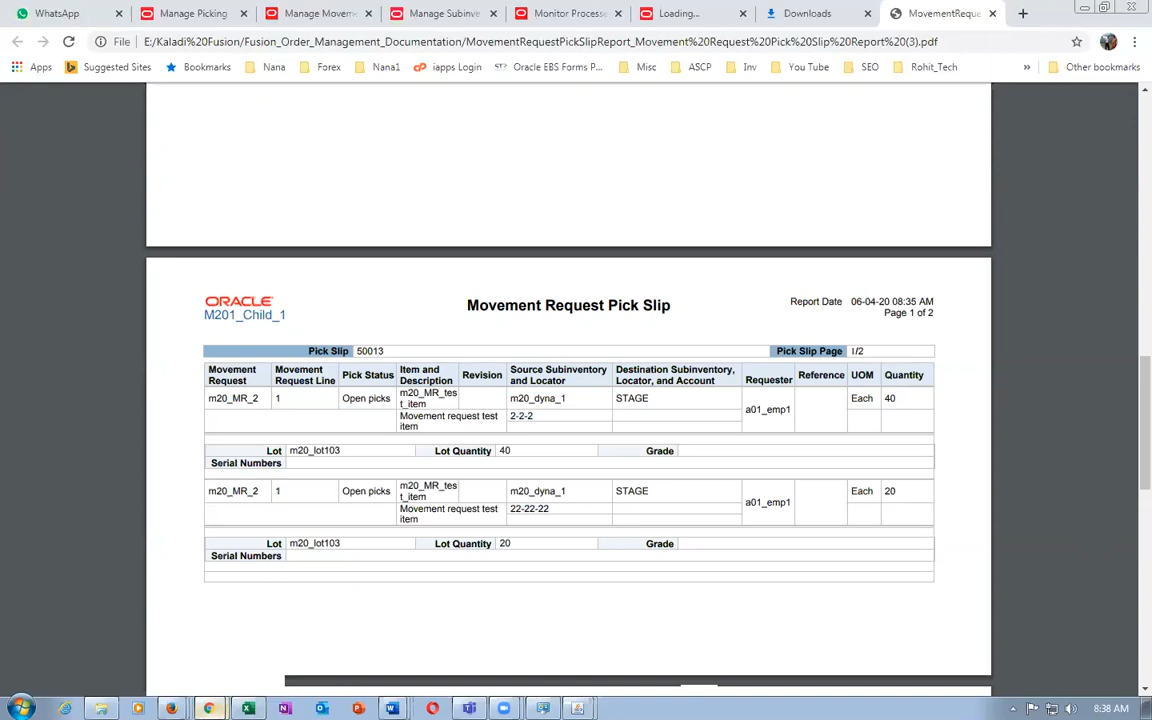 WhatsApp
Manage Picking
Manage Movem
Manage Subinve
Monitor Processe
Loading...
Downloads
MovementReque
File
E:/Kaladi%20Fusion/Fusion_Order_Management_Documentation/MovementRequestPickSlipReport_Movement%20Request%20Pick%20Slip%20Report%20(3).pdf
Apps
Suggested Sites
Bookmarks
Nana
Forex
Nana1
iapps Login
Oracle EBS Forms P...
Misc
ASCP
Inv
You Tube
SEO
Rohit_Tech
»
Other bookmarks
ORACLE
M201_Child_1
Movement Request Pick Slip
Report Date 06-04-20 08:35 AM
Page 1 of 2
Pick Slip 50013 Pick Slip Page 1/2
Movement Request Movement Request Line Pick Status Item and Description Revision Source Subinventory and Locator Destination Subinventory, Locator, and Account Requester Reference UOM Quantity
m20_MR_2 1 Open picks m20_MR_tes m20_dyna_1 STAGE a01_emp1 Each 40
t_item
Movement request test 2-2-2
item
Lot m20_lot103 Lot Quantity 40 Grade
Serial Numbers
m20_MR_2 1 Open picks m20_MR_tes m20_dyna_1 STAGE a01_emp1 Each 20
t_item
Movement request test 22-22-22
item
Lot m20_lot103 Lot Quantity 20 Grade
Serial Numbers
8:38 AM